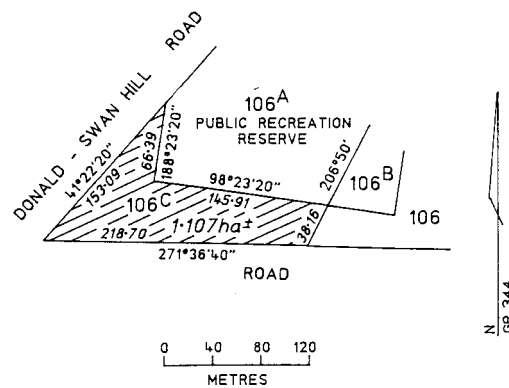 DONALD - SWAN HILL ROAD
106A
PUBLIC RECREATION
RESERVE
41°22'20"
153·09
66·39
188°23'20"
98°23'20"
145·91
206°50'
106B
106
106C
1·107ha±
218·70
38·16
271°36'40"
ROAD
0 40 80 120
METRES
N
GP 344